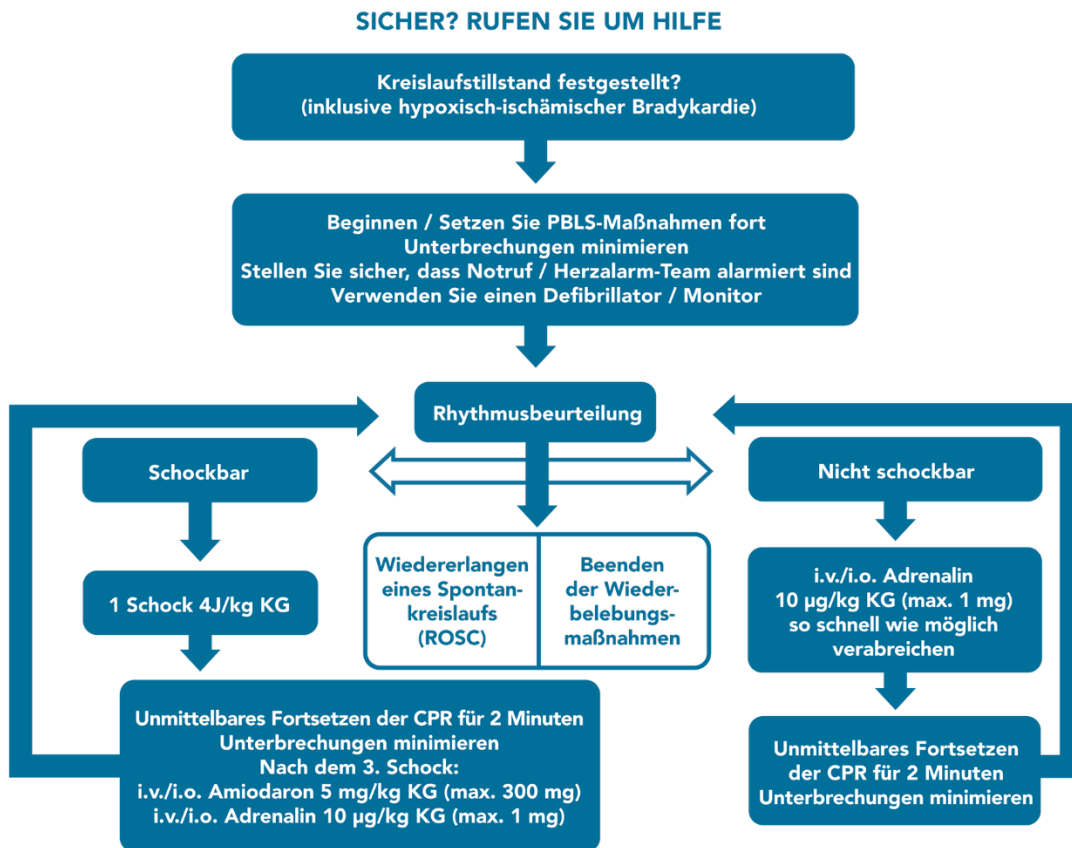 SICHER? RUFEN SIE UM HILFE
Kreislaufstillstand festgestellt?
(inklusive hypoxisch-ischämischer Bradykardie)
Beginnen / Setzen Sie PBLS-Maßnahmen fort
Unterbrechungen minimieren
Stellen Sie sicher, dass Notruf / Herzalarm-Team alarmiert sind
Verwenden Sie einen Defibrillator / Monitor
Rhythmusbeurteilung
Schockbar
1 Schock 4J/kg KG
Unmittelbares Fortsetzen der CPR für 2 Minuten
Unterbrechungen minimieren
Nach dem 3. Schock:
i.v./i.o. Amiodaron 5 mg/kg KG (max. 300 mg)
i.v./i.o. Adrenalin 10 µg/kg KG (max. 1 mg)
Wiedererlangen
eines Spontan-
kreislaufs
(ROSC)
Beenden
der Wieder-
belebungs-
maßnahmen
Nicht schockbar
i.v./i.o. Adrenalin
10 µg/kg KG (max. 1 mg)
so schnell wie möglich
verabreichen
Unmittelbares Fortsetzen
der CPR für 2 Minuten
Unterbrechungen minimieren